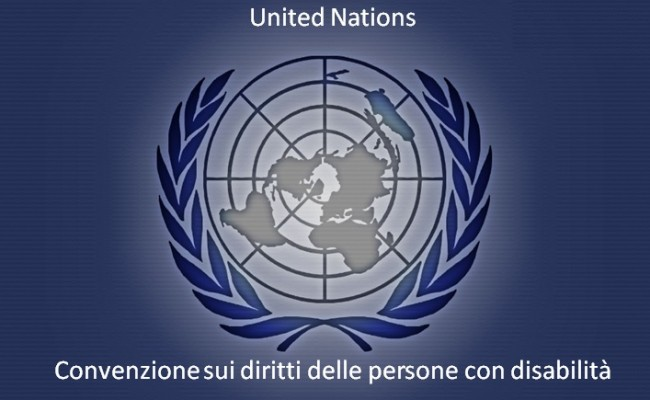 United Nations
Convenzione sui diritti delle persone con disabilità